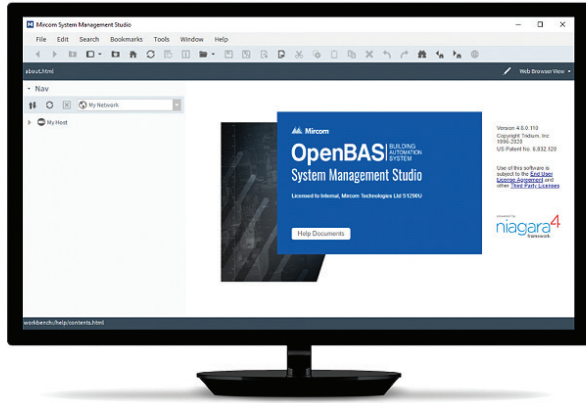 Mircom System Management Studio
File Edit Search Bookmarks Tools Window Help
about.html
Web Browser View
Nav
My Network
My Host
Mircom
OpenBAS BUILDING AUTOMATION SYSTEM
System Management Studio
Licensed to Internal, Mircom Technologies Ltd S1298U
Help Documents
Version 4.8.0.110
Copyright Tridium, Inc
1996-2020
US Patent No. 6,832,120
Use of this software is
subject to the End User
License Agreement and
other Third Party Licenses
powered by
niagara4
framework
workbench:/help/contents.html